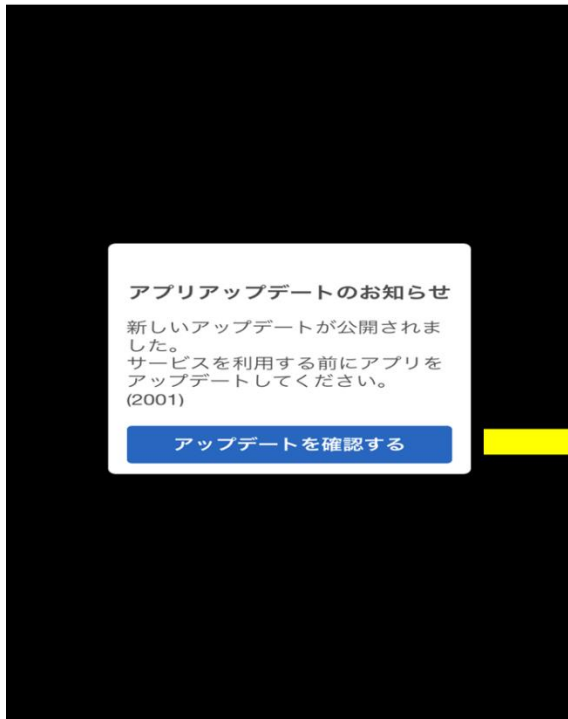 アプリアップデートのお知らせ
新しいアップデートが公開されま
した。
サービスを利用する前にアプリを
アップデートしてください。
(2001)
アップデートを確認する